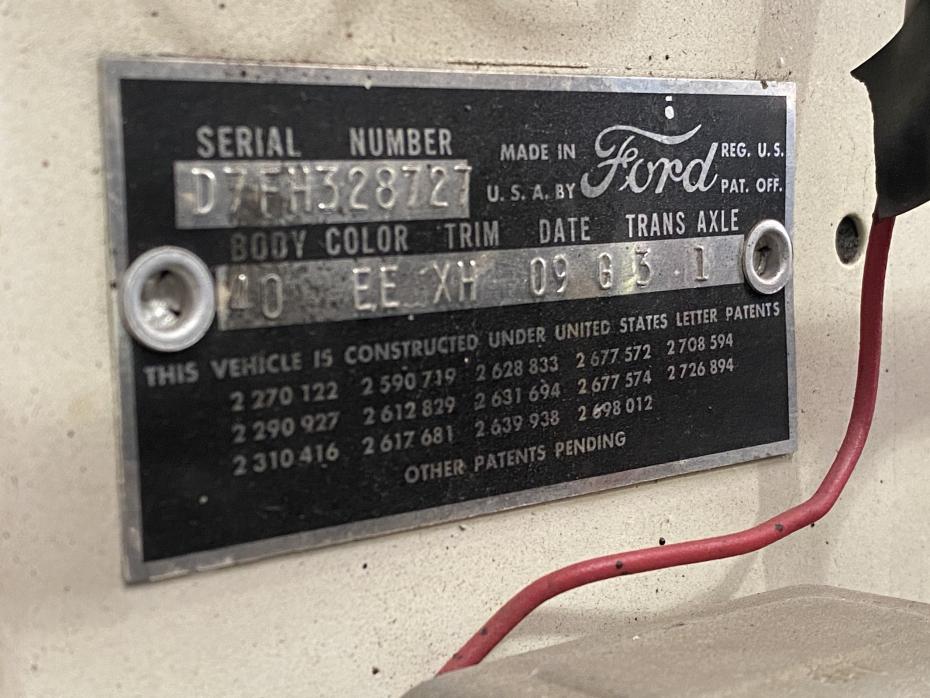 SERIAL NUMBER
D7FH328727
MADE IN
U. S. A. BY
Ford
REG. U. S.
PAT. OFF.
BODY COLOR TRIM DATE TRANS AXLE
40 EE XH 09 G 3 1
THIS VEHICLE IS CONSTRUCTED UNDER UNITED STATES LETTER PATENTS
2 270 122 2 590 719 2 628 833 2 677 572 2 708 594
2 290 927 2 612 829 2 631 694 2 677 574 2 726 894
2 310 416 2 617 681 2 639 938 2 698 012
OTHER PATENTS PENDING